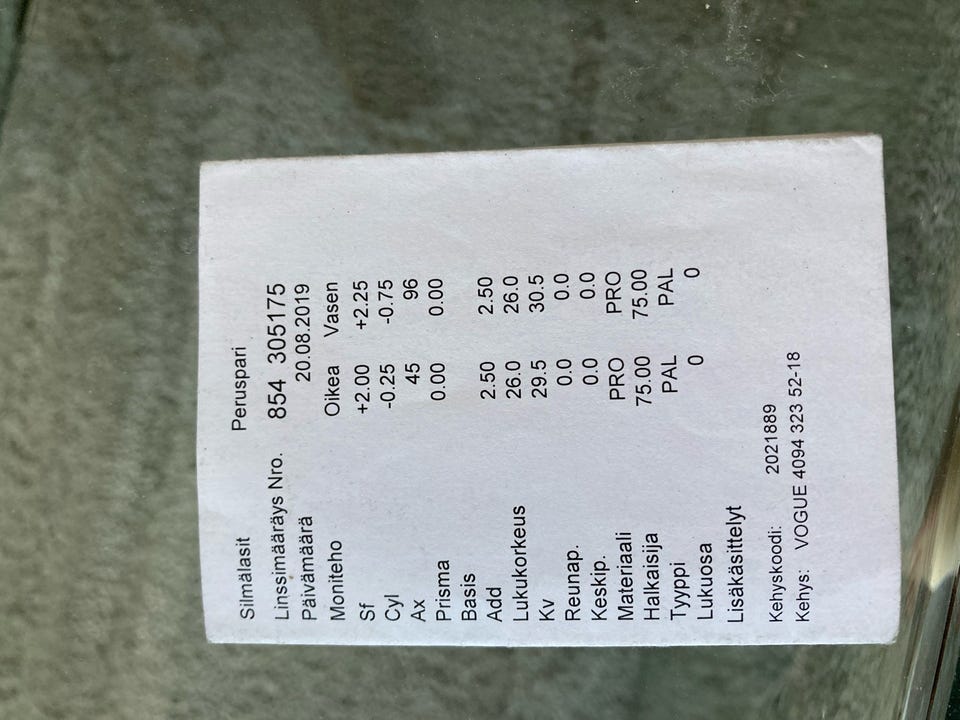 Silmälasit Peruspari
Linssimääräys Nro. 854 305175
Päivämäärä 20.08.2019
Moniteho Oikea Vasen
Sf +2.00 +2.25
Cyl -0.25 -0.75
Ax 45 96
Prisma 0.00 0.00
Basis
Add 2.50 2.50
Lukukorkeus 26.0 26.0
Kv 29.5 30.5
Reunap. 0.0 0.0
Keskip. 0.0 0.0
Materiaali PRO PRO
Halkaisija 75.00 75.00
Tyyppi PAL PAL
Lukuosa 0 0
Lisäkäsittelyt
Kehyskoodi: 2021889
Kehys: VOGUE 4094 323 52-18